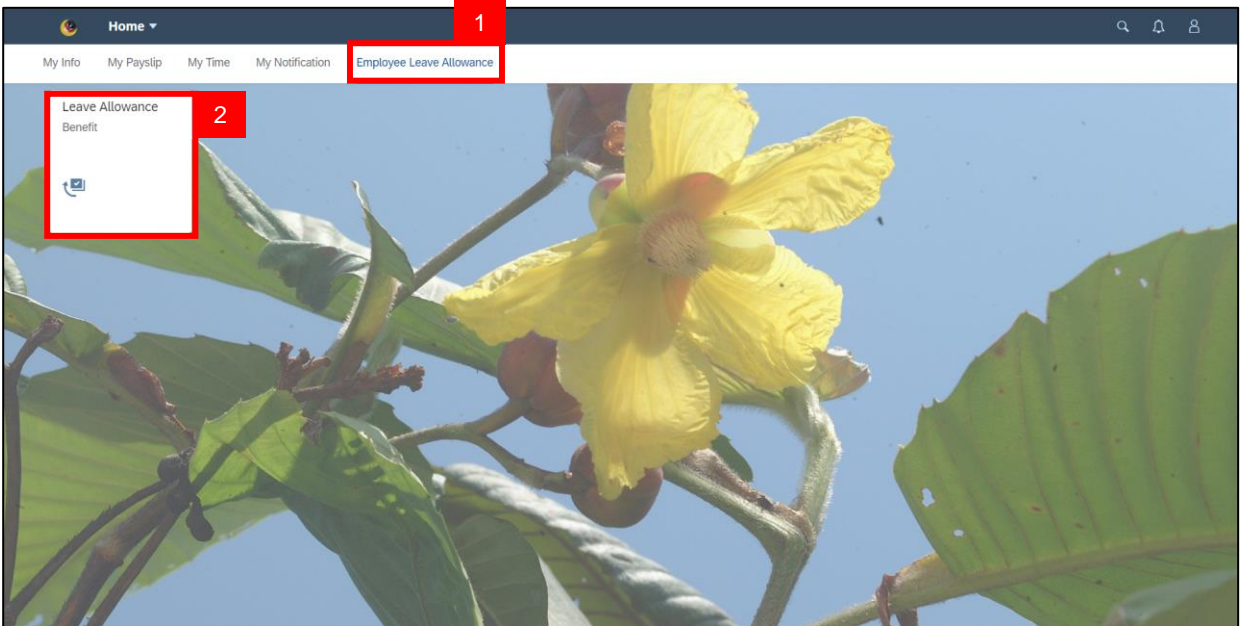 Home
1
My Info My Payslip My Time My Notification Employee Leave Allowance
Leave Allowance
Benefit
2